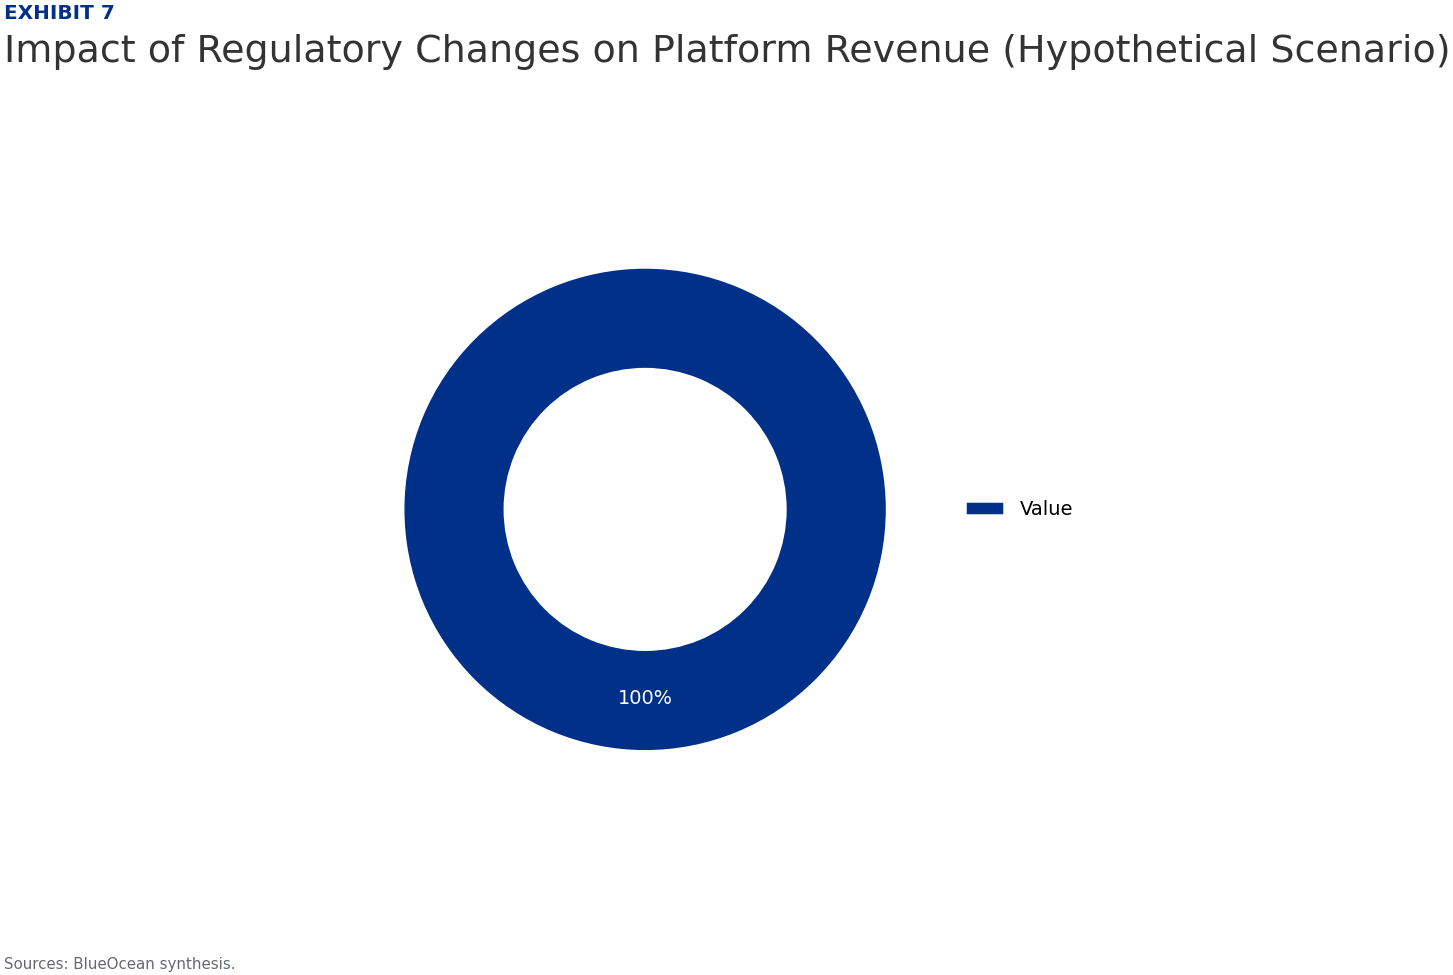 EXHIBIT 7
Impact of Regulatory Changes on Platform Revenue (Hypothetical Scenario)
Value
100%
Sources: BlueOcean synthesis.